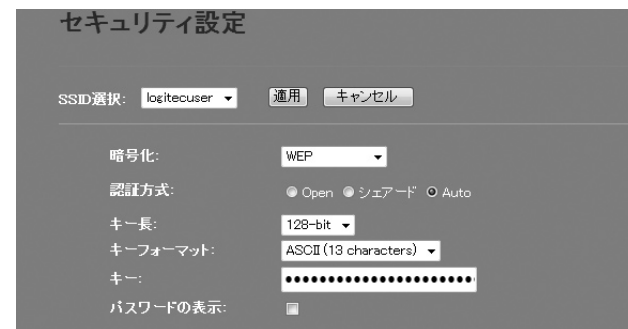 セキュリティ設定
SSID選択: logitecuser 適用 キャンセル
暗号化: WEP
認証方式: Open シェアード Auto
キー長: 128-bit
キーフォーマット: ASCII (13 characters)
キー: ●●●●●●●●●●●●●●●●●●●●●●●
パスワードの表示: